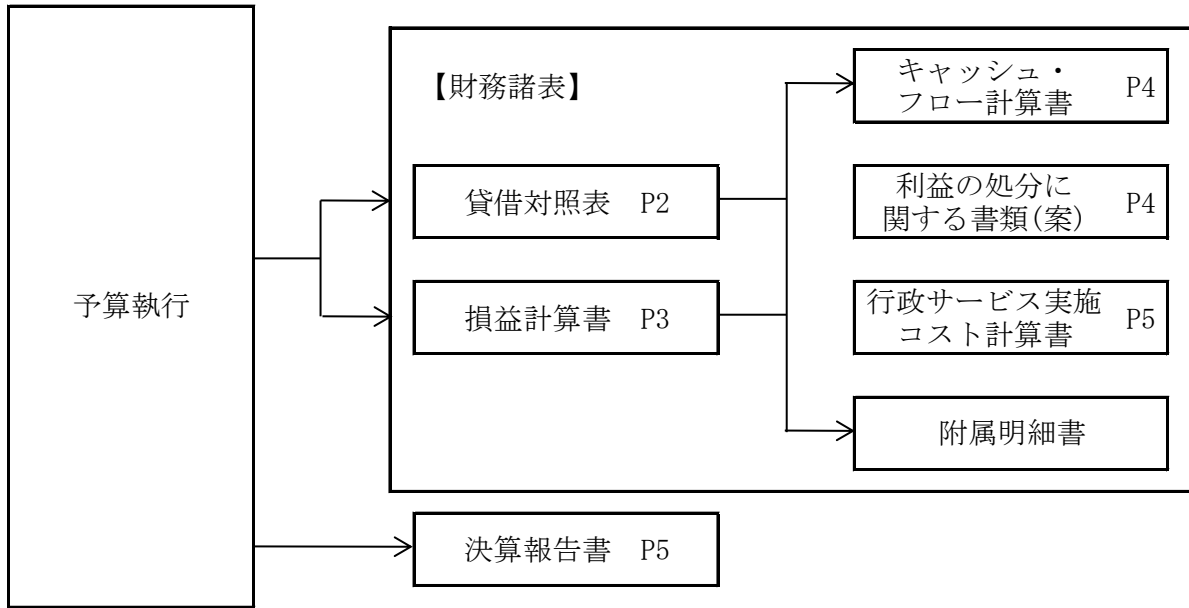 予算執行
【財務諸表】
貸借対照表 P2
損益計算書 P3
キャッシュ・
フロー計算書 P4
利益の処分に
関する書類(案) P4
行政サービス実施
コスト計算書 P5
附属明細書
決算報告書 P5